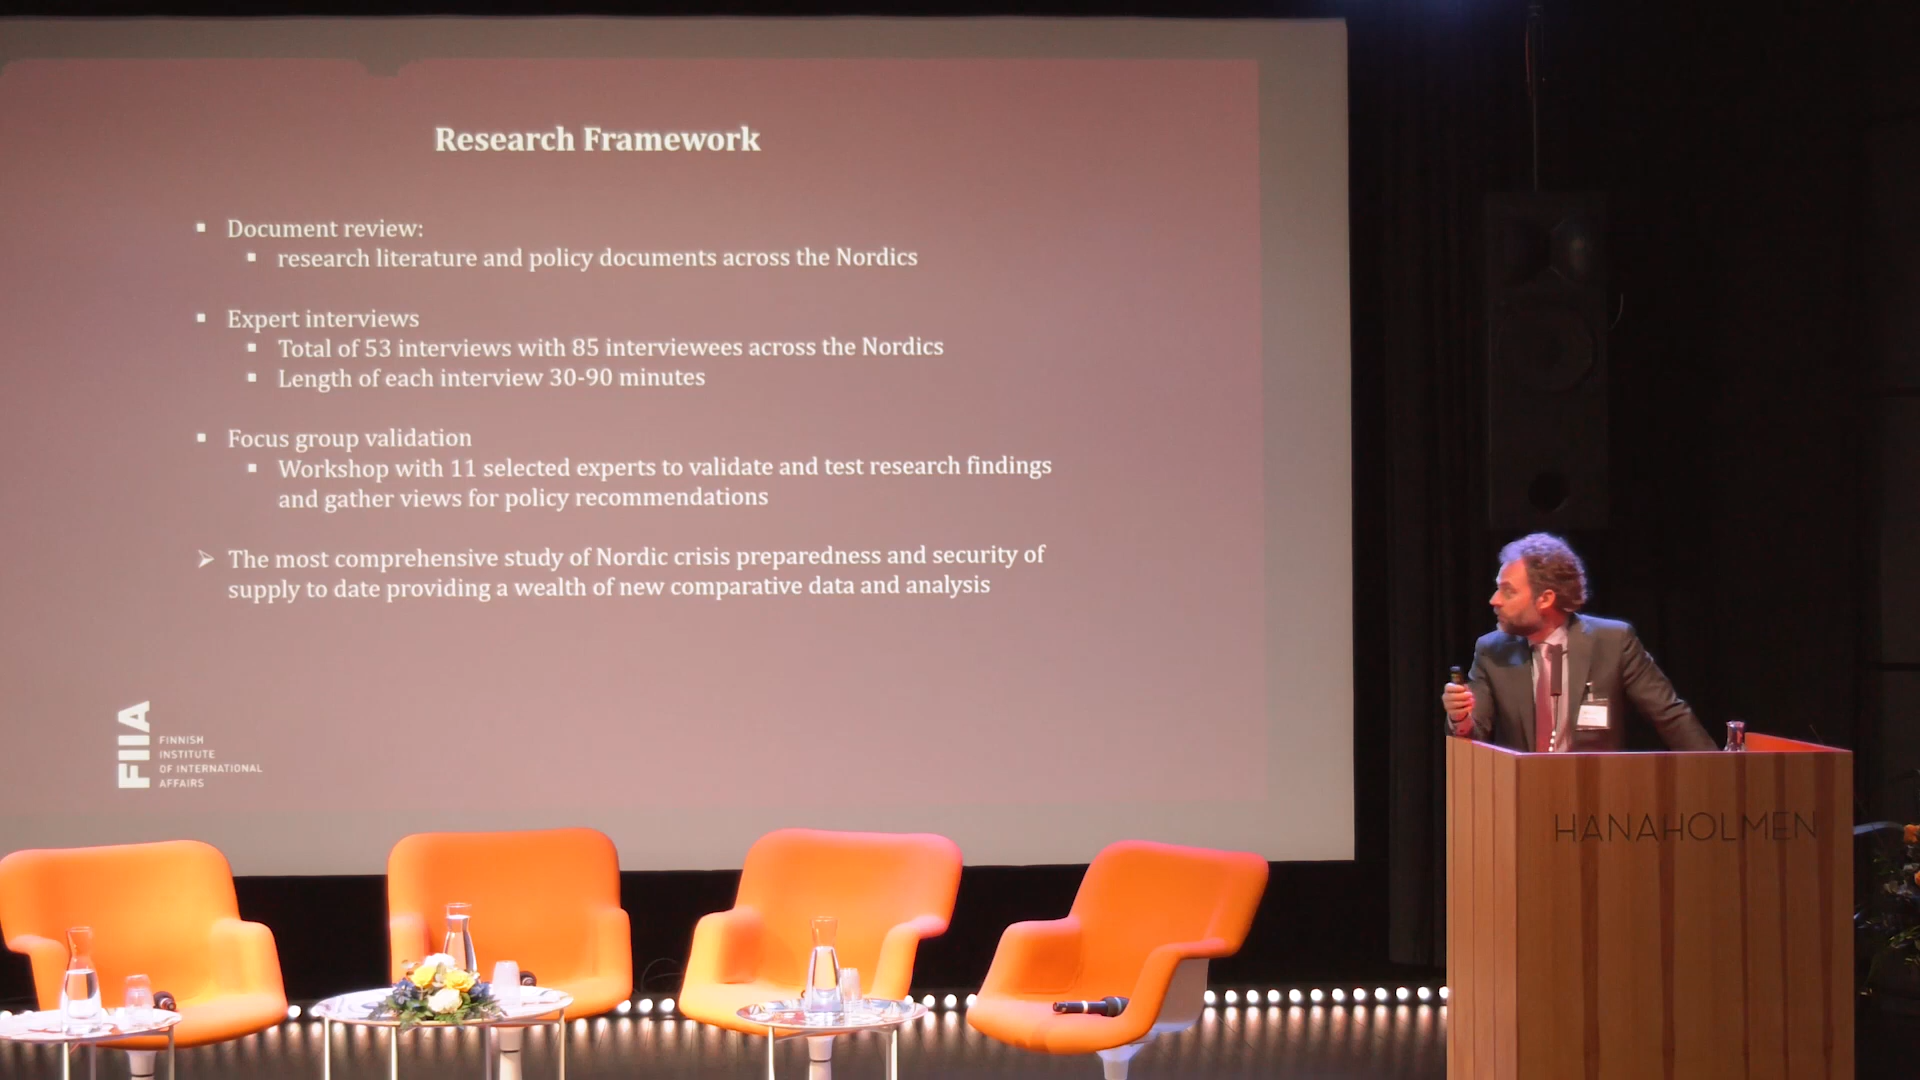 Research Framework
▪ Document review:
▪ research literature and policy documents across the Nordics
▪ Expert interviews
▪ Total of 53 interviews with 85 interviewees across the Nordics
▪ Length of each interview 30-90 minutes
▪ Focus group validation
▪ Workshop with 11 selected experts to validate and test research findings
and gather views for policy recommendations
➢ The most comprehensive study of Nordic crisis preparedness and security of
supply to date providing a wealth of new comparative data and analysis
FIIA
FINNISH
INSTITUTE
OF INTERNATIONAL
AFFAIRS
HANAHOLMEN